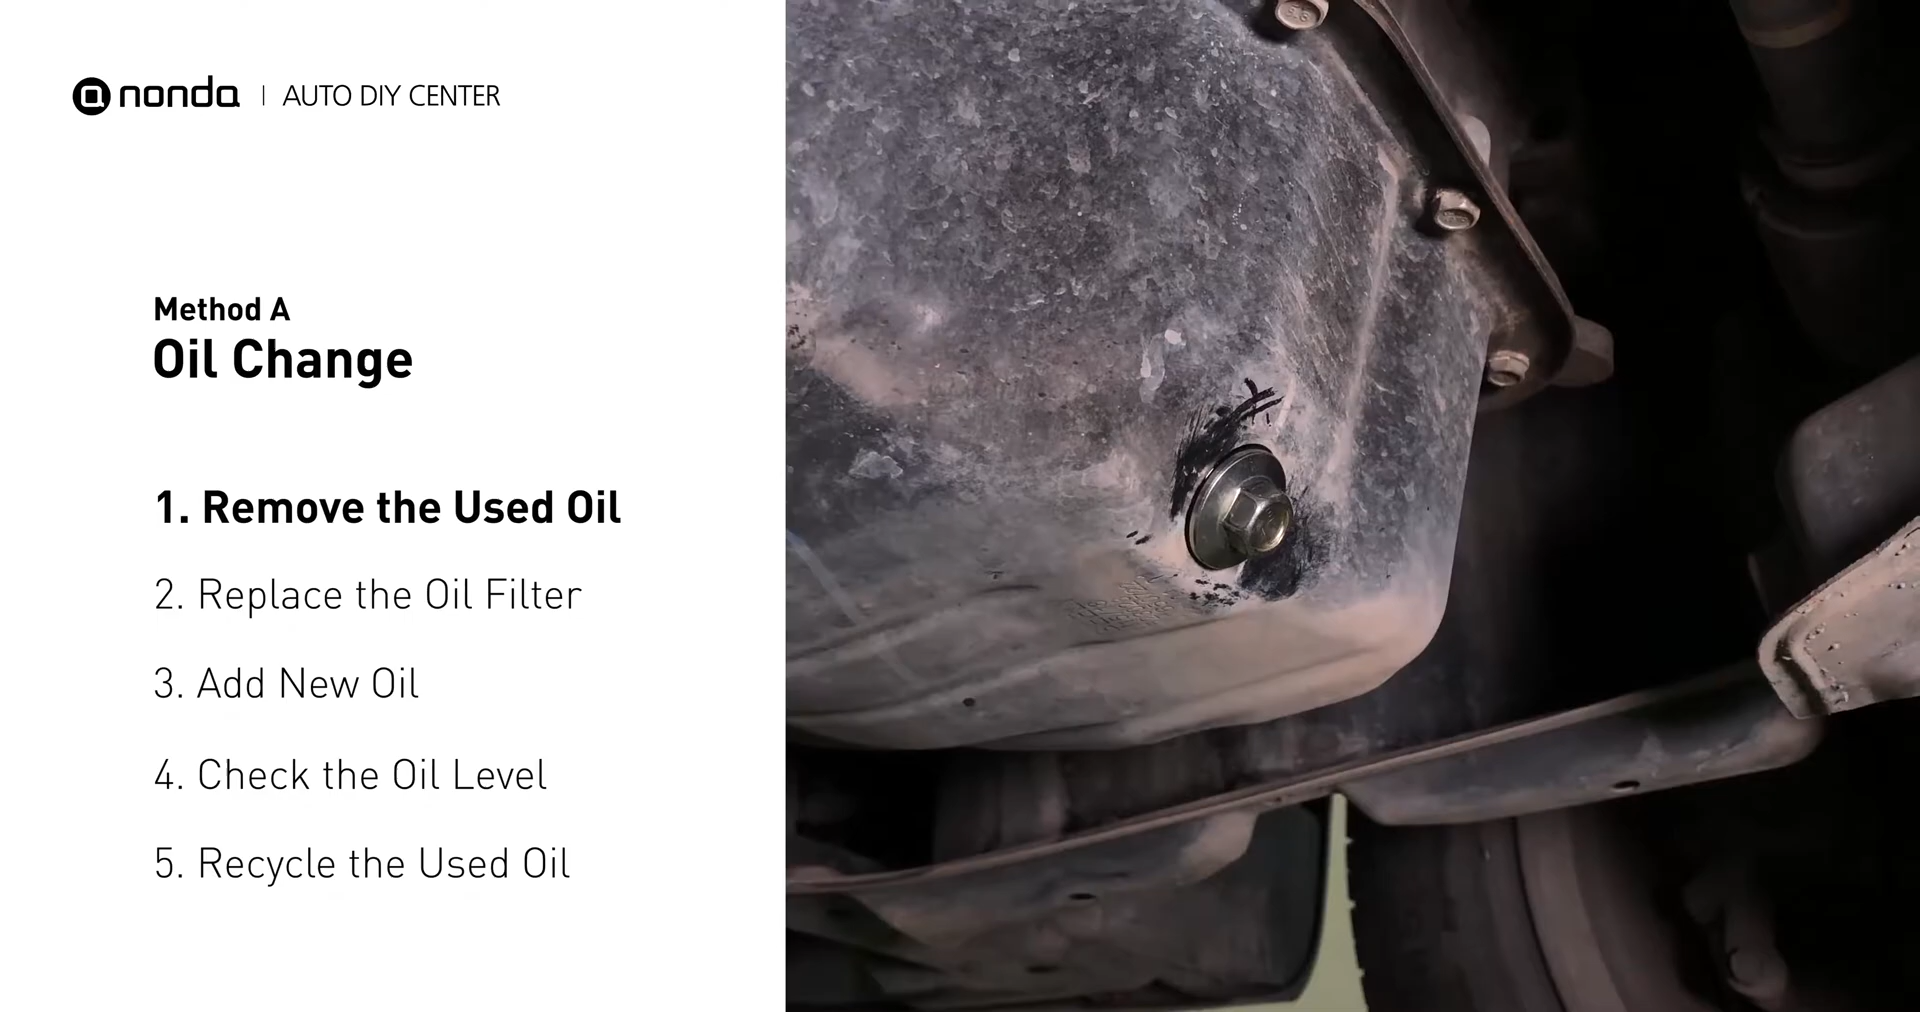 nonda | AUTO DIY CENTER
Method A
Oil Change
1. Remove the Used Oil
2. Replace the Oil Filter
3. Add New Oil
4. Check the Oil Level
5. Recycle the Used Oil